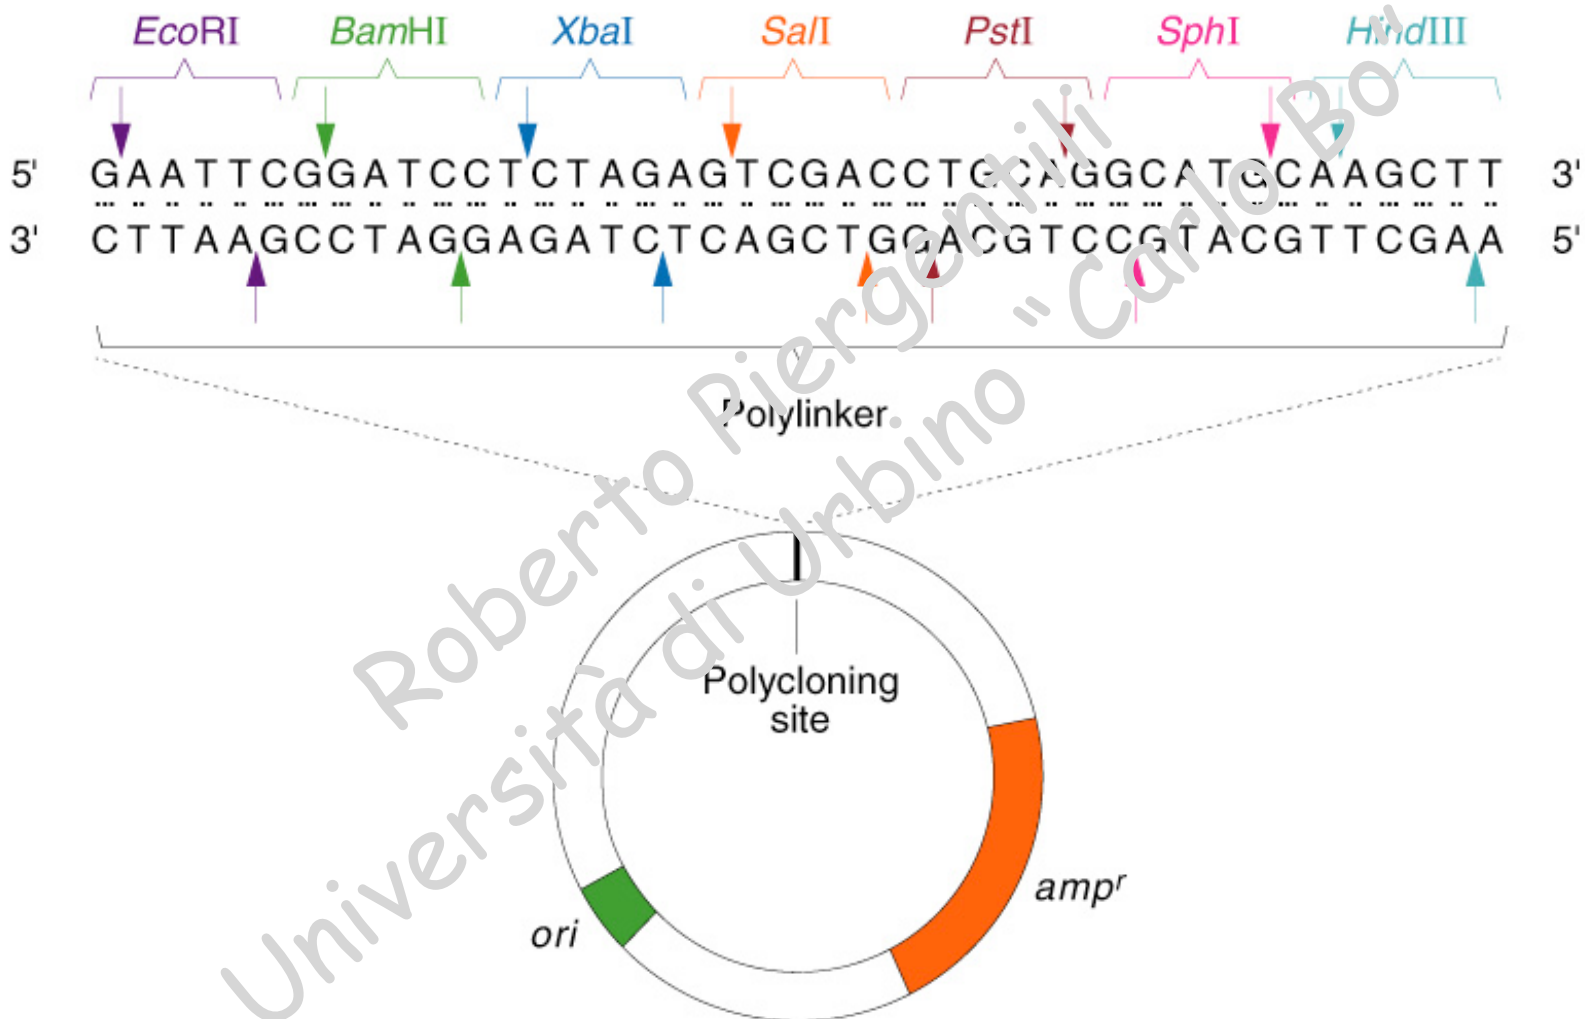 EcoRI BamHI XbaI SalI PstI SphI HindIII
5' GAATTCGGATCCTCTAGAGTCGACCTGCAGGCATGCAAGCTT 3'
3' CTTAAGCCTAGGAGATCTCAGCTGGACGTCCGTACGTTCGAA 5'
Polylinker
Roberto Piergentili
Università di Urbino "Carlo Bo"
Polycloning
site
ampr
ori